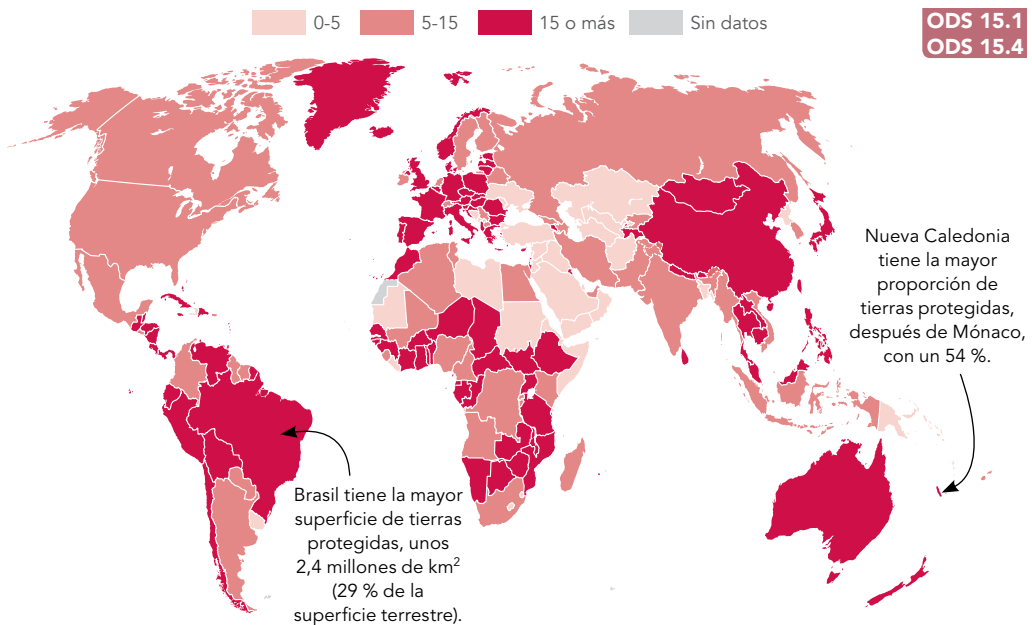 0-5
5-15
15 o más
Sin datos
ODS 15.1
ODS 15.4
Nueva Caledonia
tiene la mayor
proporción de
tierras protegidas,
después de Mónaco,
con un 54 %.
Brasil tiene la mayor
superficie de tierras
protegidas, unos
2,4 millones de km²
(29 % de la
superficie terrestre).